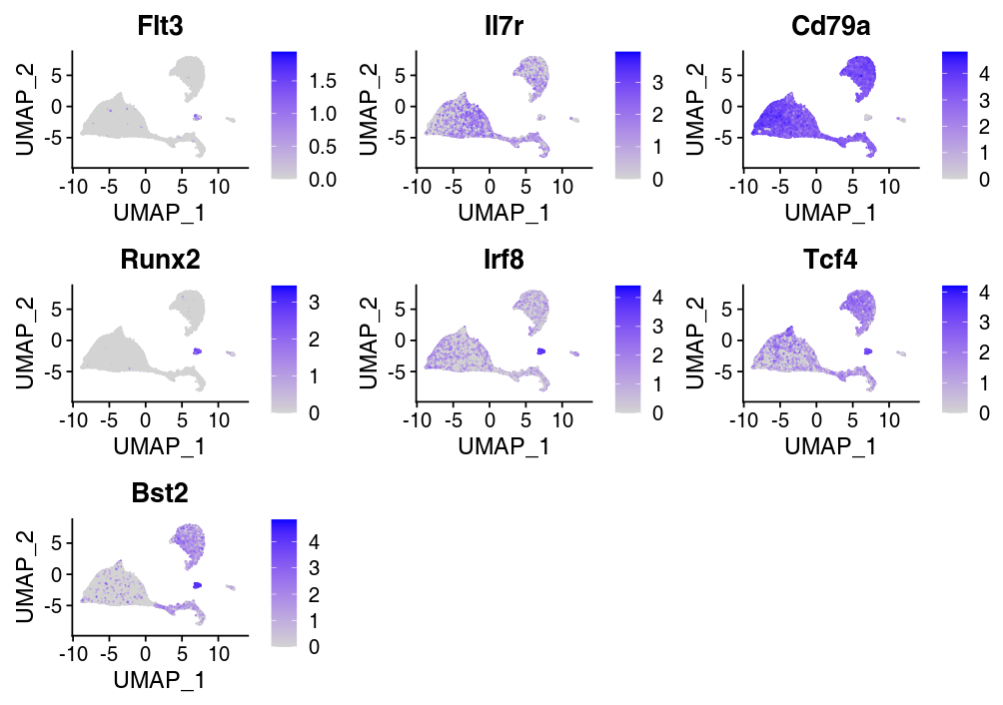 Flt3 Il7r Cd79a
UMAP_2 5 0 -5 1.5 1.0 0.5 0.0 UMAP_2 5 0 -5 3 2 1 0 UMAP_2 5 0 -5 4 3 2 1 0
-10 -5 0 5 10 -10 -5 0 5 10 -10 -5 0 5 10
UMAP_1 UMAP_1 UMAP_1
Runx2 Irf8 Tcf4
UMAP_2 5 0 -5 3 2 1 0 UMAP_2 5 0 -5 4 3 2 1 0 UMAP_2 5 0 -5 4 3 2 1 0
-10 -5 0 5 10 -10 -5 0 5 10 -10 -5 0 5 10
UMAP_1 UMAP_1 UMAP_1
Bst2
UMAP_2 5 0 -5 4 3 2 1 0
-10 -5 0 5 10
UMAP_1